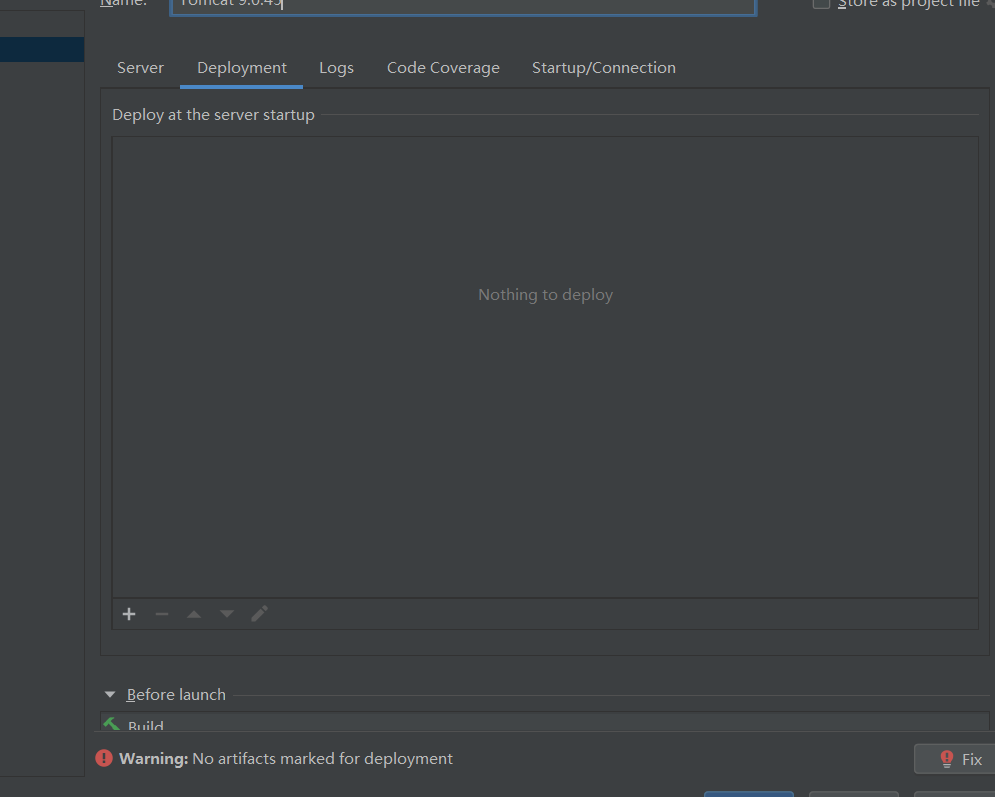 Name: Tomcat 9.0.45 Store as project file
Server Deployment Logs Code Coverage Startup/Connection
Deploy at the server startup
Nothing to deploy
Before launch
Build
Warning: No artifacts marked for deployment
Fix